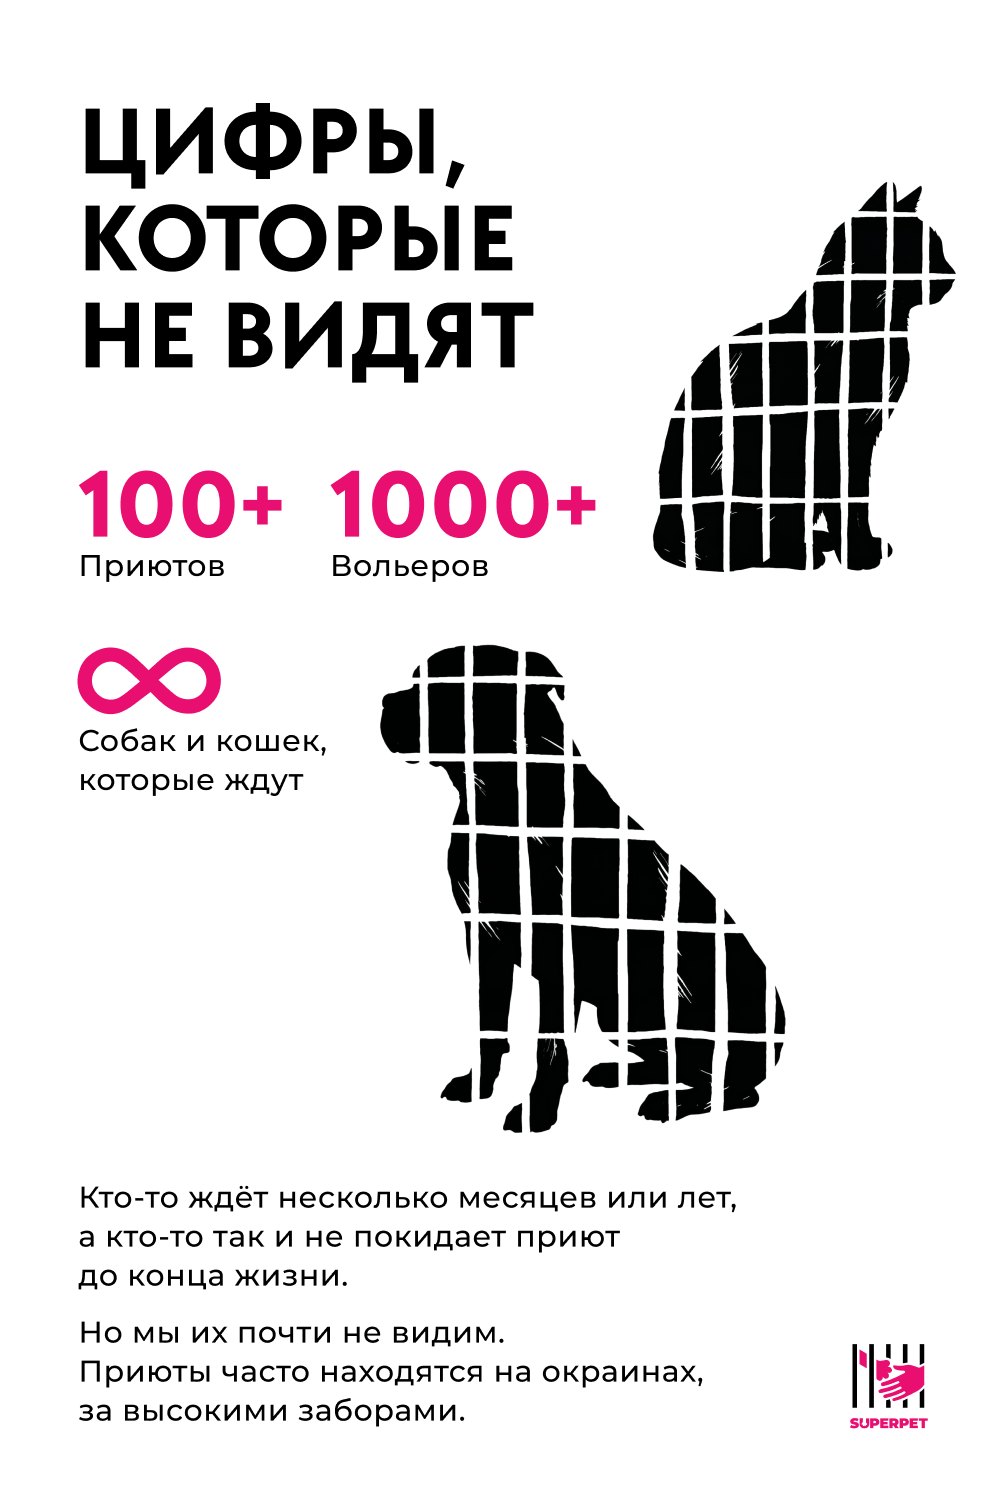 ЦИФРЫ,
КОТОРЫЕ
НЕ ВИДЯТ
100+ 1000+
Приютов Вольеров
∞
Собак и кошек,
которые ждут
Кто-то ждёт несколько месяцев или лет,
а кто-то так и не покидает приют
до конца жизни.
Но мы их почти не видим.
Приюты часто находятся на окраинах,
за высокими заборами.
SUPERPET